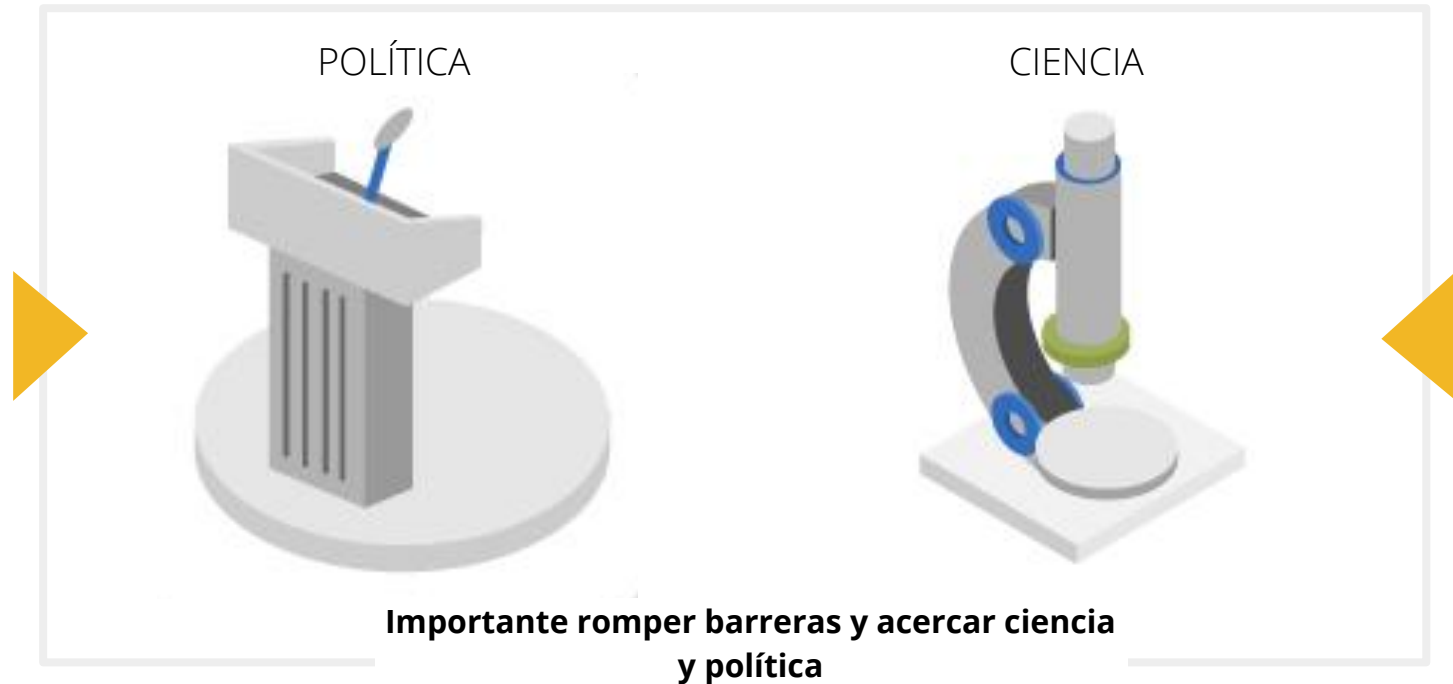 POLÍTICA
CIENCIA
Importante romper barreras y acercar ciencia
y política